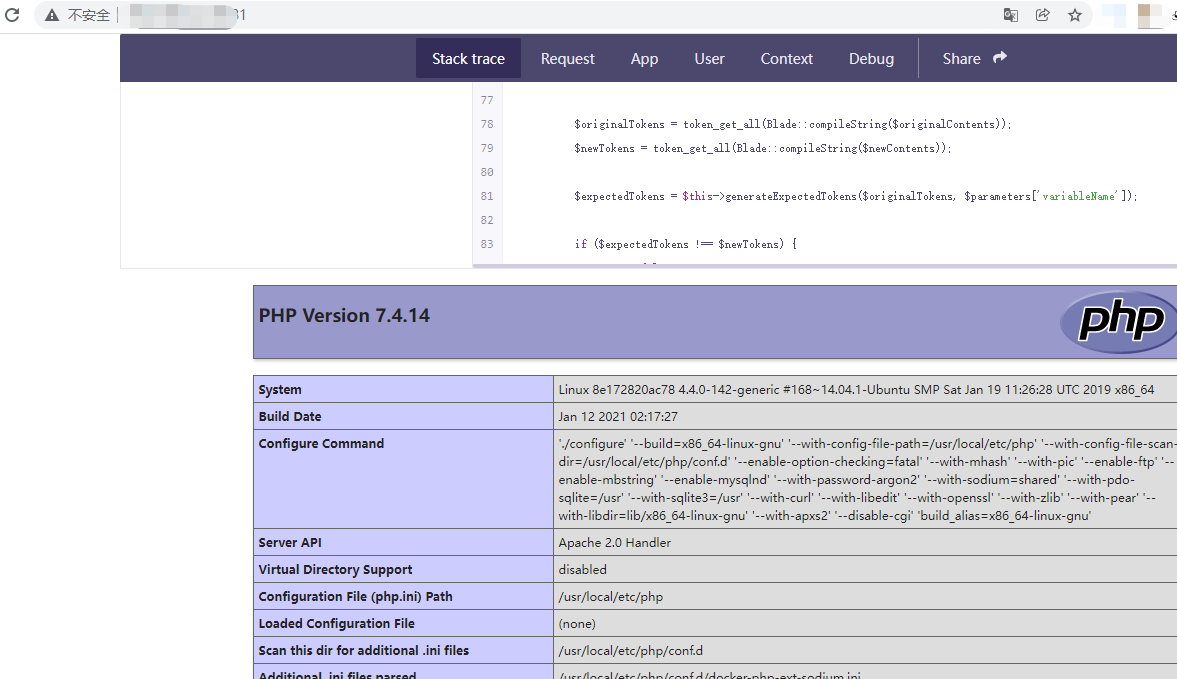 不安全 31
Stack trace Request App User Context Debug Share
77
78 $originalTokens = token_get_all(Blade::compileString($originalContents));
79 $newTokens = token_get_all(Blade::compileString($newContents));
80
81 $expectedTokens = $this->generateExpectedTokens($originalTokens, $parameters['variableName']);
82
83 if ($expectedTokens !== $newTokens) {
PHP Version 7.4.14
php
System Linux 8e172820ac78 4.4.0-142-generic #168~14.04.1-Ubuntu SMP Sat Jan 19 11:26:28 UTC 2019 x86_64
Build Date Jan 12 2021 02:17:27
Configure Command './configure' '--build=x86_64-linux-gnu' '--with-config-file-path=/usr/local/etc/php' '--with-config-file-scan-
dir=/usr/local/etc/php/conf.d' '--enable-option-checking=fatal' '--with-mhash' '--with-pic' '--enable-ftp' '--
enable-mbstring' '--enable-mysqlnd' '--with-password-argon2' '--with-sodium=shared' '--with-pdo-
sqlite=/usr' '--with-sqlite3=/usr' '--with-curl' '--with-libedit' '--with-openssl' '--with-zlib' '--with-pear' '--
with-libdir=lib/x86_64-linux-gnu' '--with-apxs2' '--disable-cgi' 'build_alias=x86_64-linux-gnu'
Server API Apache 2.0 Handler
Virtual Directory Support disabled
Configuration File (php.ini) Path /usr/local/etc/php
Loaded Configuration File (none)
Scan this dir for additional .ini files /usr/local/etc/php/conf.d
Additional .ini files parsed /usr/local/etc/php/conf.d/docker-php-ext-sodium.ini